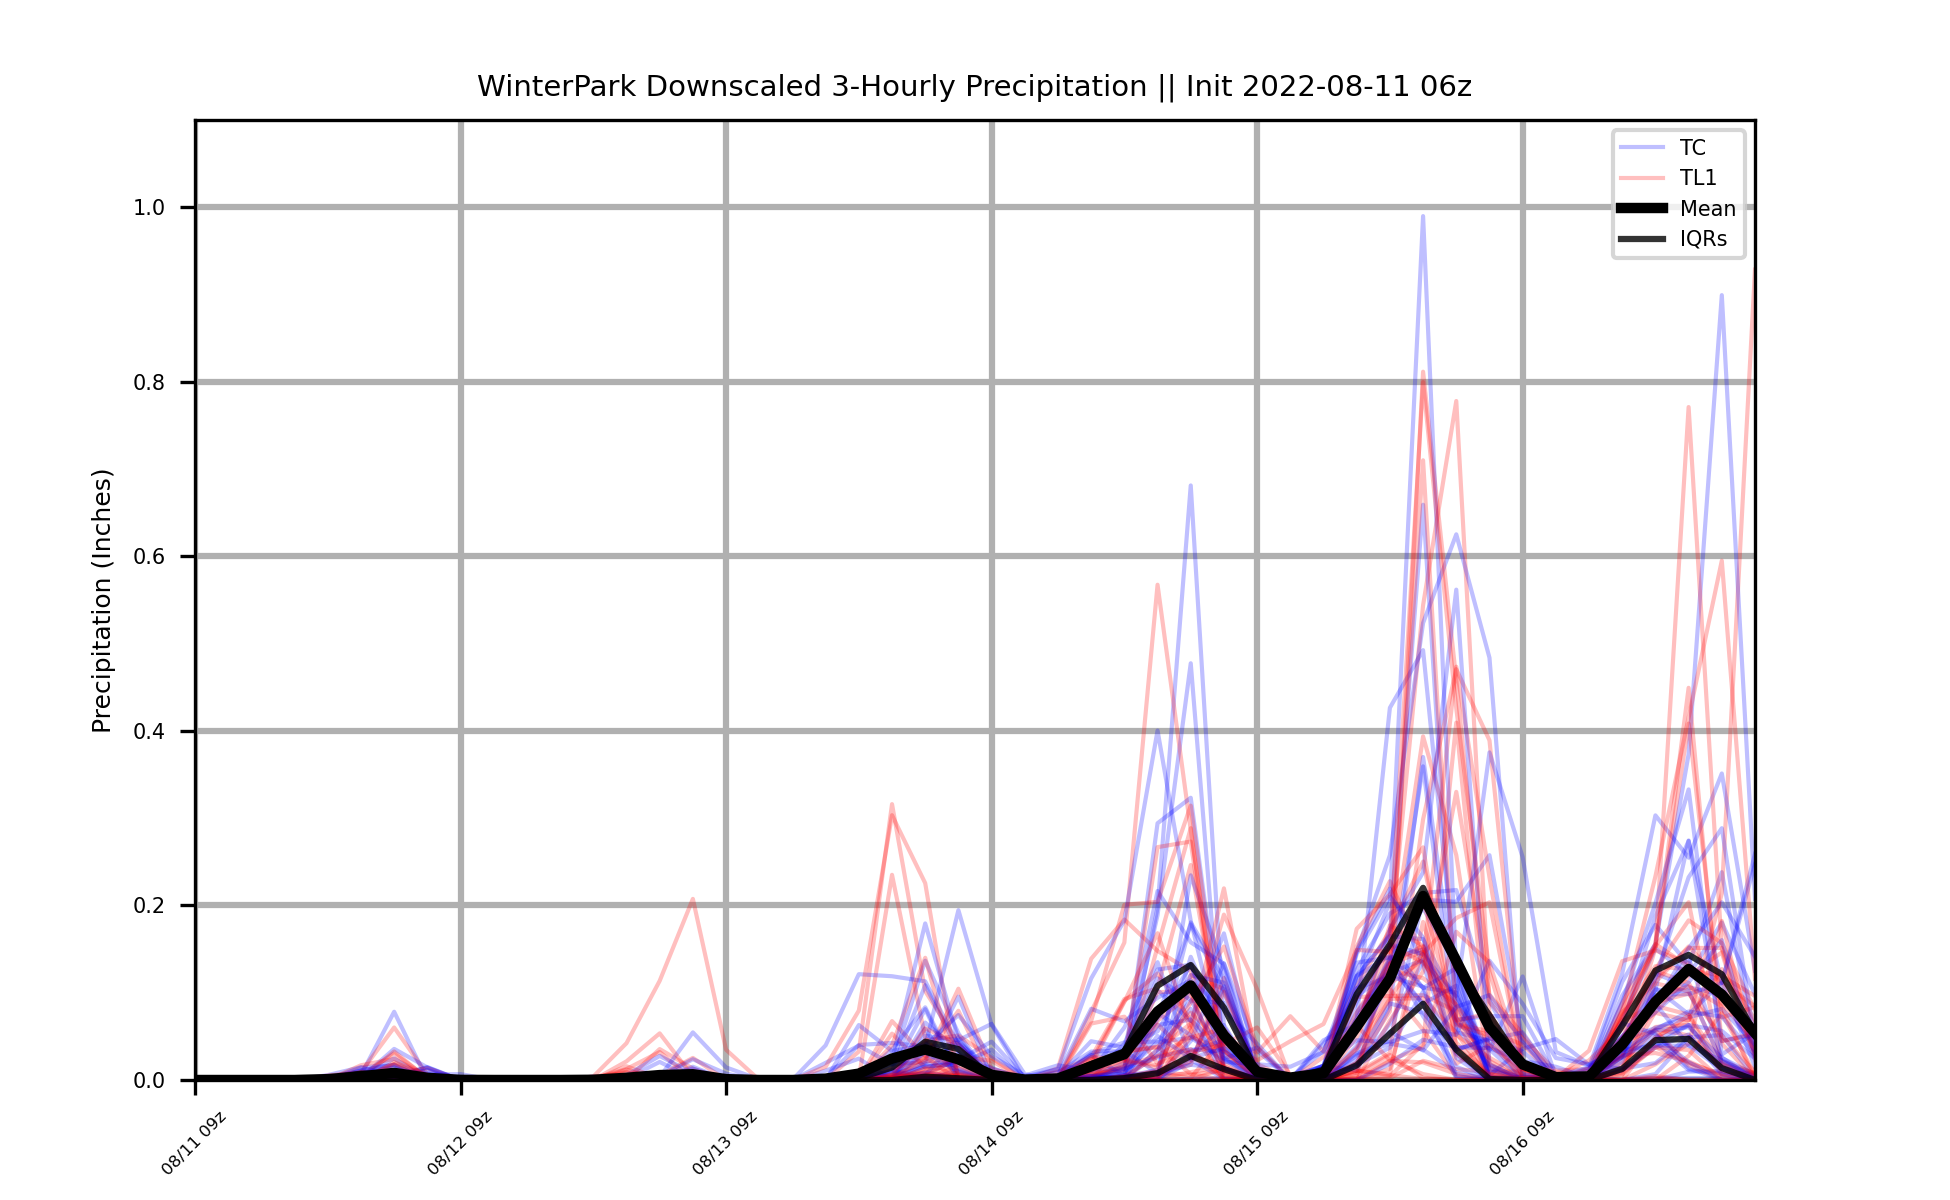 WinterPark Downscaled 3-Hourly Precipitation || Init 2022-08-11 06z
TC
TL1
Mean
IQRs
Precipitation (Inches)
1.0
0.8
0.6
0.4
0.2
0.0
08/11 09z
08/12 09z
08/13 09z
08/14 09z
08/15 09z
08/16 09z